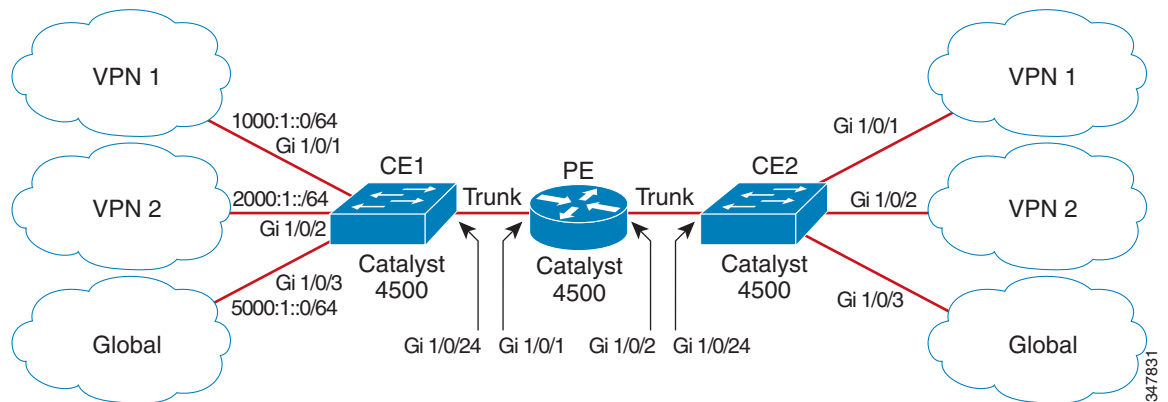 VPN 1
1000:1::0/64
Gi 1/0/1
VPN 2
2000:1::/64
Gi 1/0/2
Gi 1/0/3
5000:1::0/64
Global
CE1
Catalyst
4500
Trunk
PE
Catalyst
4500
Trunk
CE2
Catalyst
4500
Gi 1/0/24
Gi 1/0/1
Gi 1/0/2
Gi 1/0/24
Gi 1/0/1
VPN 1
Gi 1/0/2
VPN 2
Gi 1/0/3
Global
347831